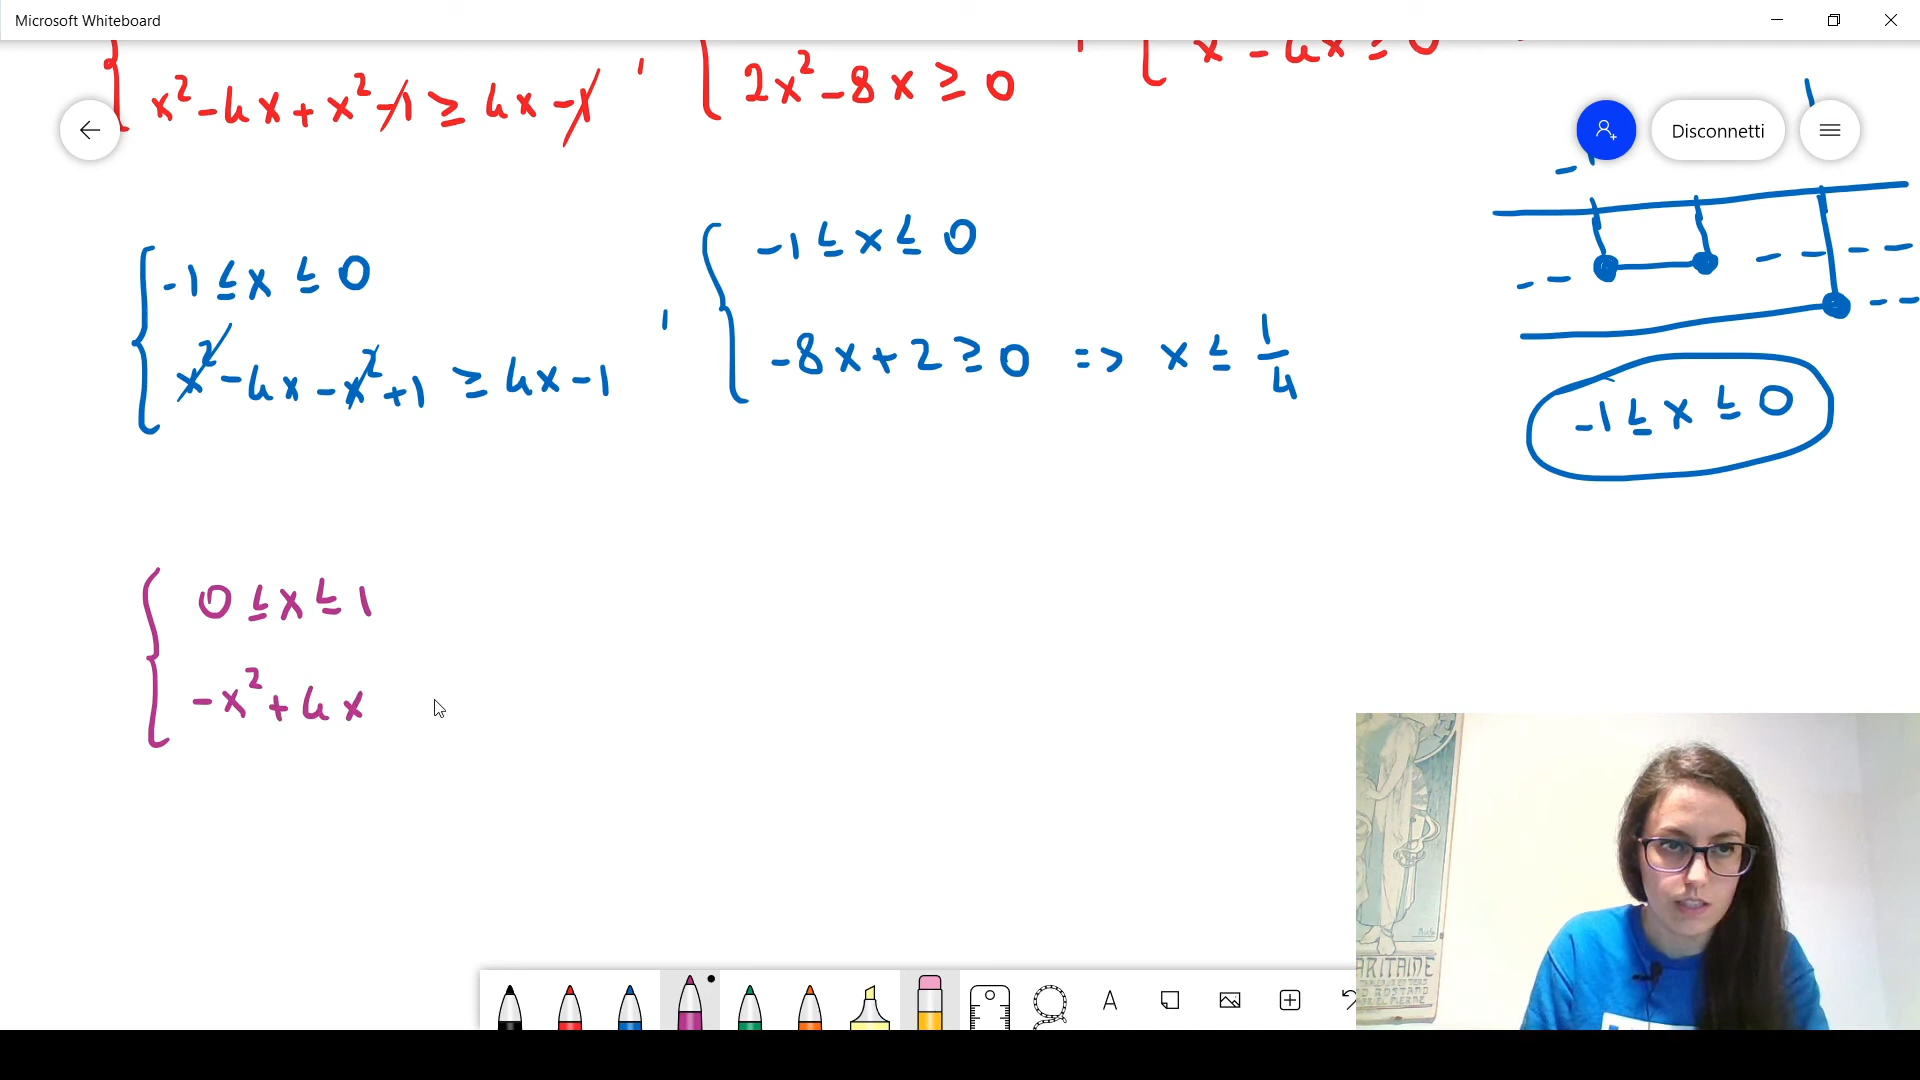 Microsoft Whiteboard
x² - 4x + x² - 1 ≥ 4x - 1 ,
2x² - 8x ≥ 0 ,
Disconnetti
-1 ≤ x ≤ 0
x² - 4x - x² + 1 ≥ 4x - 1 ,
-1 ≤ x ≤ 0
-8x + 2 ≥ 0 => x ≤ 1/4
-1 ≤ x ≤ 0
0 ≤ x ≤ 1
-x² + 4x